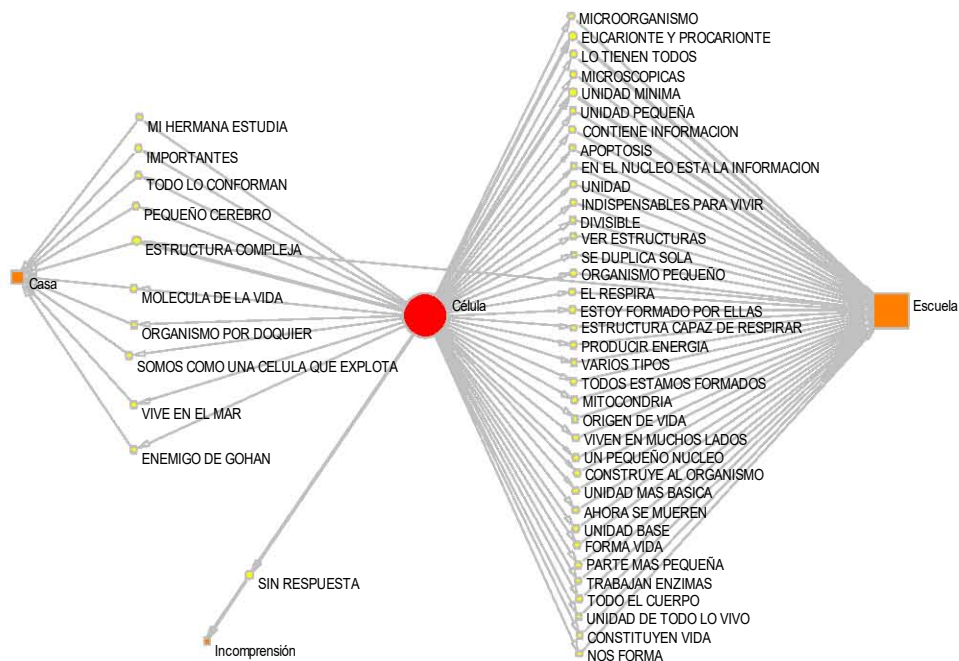 MI HERMANA ESTUDIA
IMPORTANTES
TODO LO CONFORMAN
PEQUEÑO CEREBRO
ESTRUCTURA COMPLEJA
Casa
MOLECULA DE LA VIDA
ORGANISMO POR DOQUIER
SOMOS COMO UNA CELULA QUE EXPLOTA
VIVE EN EL MAR
ENEMIGO DE GOHAN
SIN RESPUESTA
Incomprensión
Célula
MICROORGANISMO
EUCARIONTE Y PROCARIONTE
LO TIENEN TODOS
MICROSCOPICAS
UNIDAD MINIMA
UNIDAD PEQUEÑA
CONTIENE INFORMACION
APOPTOSIS
EN EL NUCLEO ESTA LA INFORMACION
UNIDAD
INDISPENSABLES PARA VIVIR
DIVISIBLE
VER ESTRUCTURAS
SE DUPLICA SOLA
ORGANISMO PEQUEÑO
EL RESPIRA
ESTOY FORMADO POR ELLAS
ESTRUCTURA CAPAZ DE RESPIRAR
PRODUCIR ENERGIA
VARIOS TIPOS
TODOS ESTAMOS FORMADOS
MITOCONDRIA
ORIGEN DE VIDA
VIVEN EN MUCHOS LADOS
UN PEQUEÑO NUCLEO
CONSTRUYE AL ORGANISMO
UNIDAD MAS BASICA
AHORA SE MUEREN
UNIDAD BASE
FORMA VIDA
PARTE MAS PEQUEÑA
TRABAJAN ENZIMAS
TODO EL CUERPO
UNIDAD DE TODO LO VIVO
CONSTITUYEN VIDA
NOS FORMA
Escuela